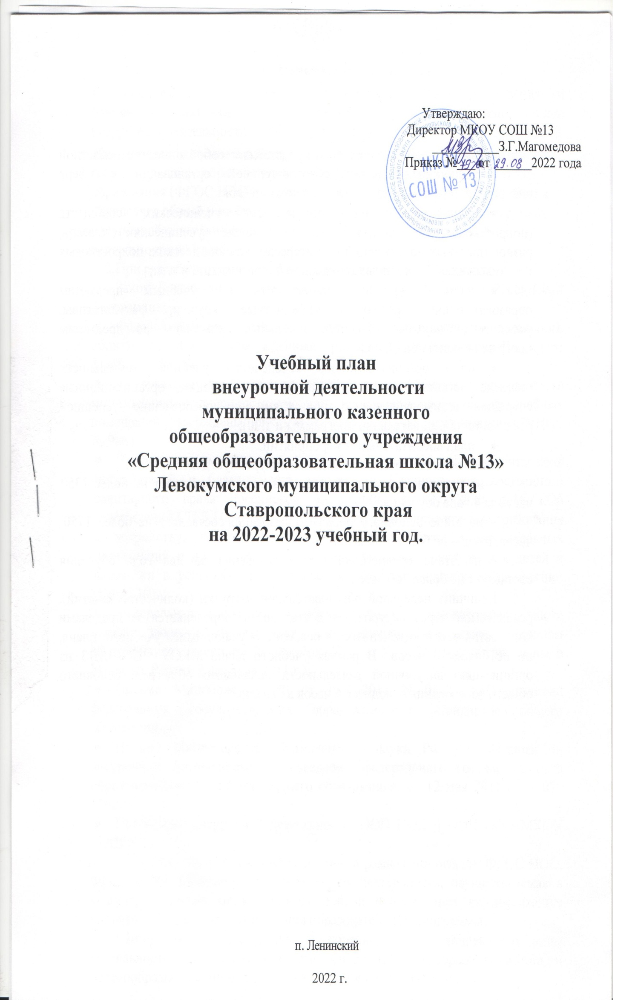 Утверждаю:
Директор МКОУ СОШ №13
____________З.Г.Магомедова
Приказ №___ от 29.08 2022 года
МКОУ
СОШ № 13
Учебный план
внеурочной деятельности
муниципального казенного
общеобразовательного учреждения
«Средняя общеобразовательная школа №13»
Левокумского муниципального округа
Ставропольского края
на 2022-2023 учебный год.
п. Ленинский
2022 г.